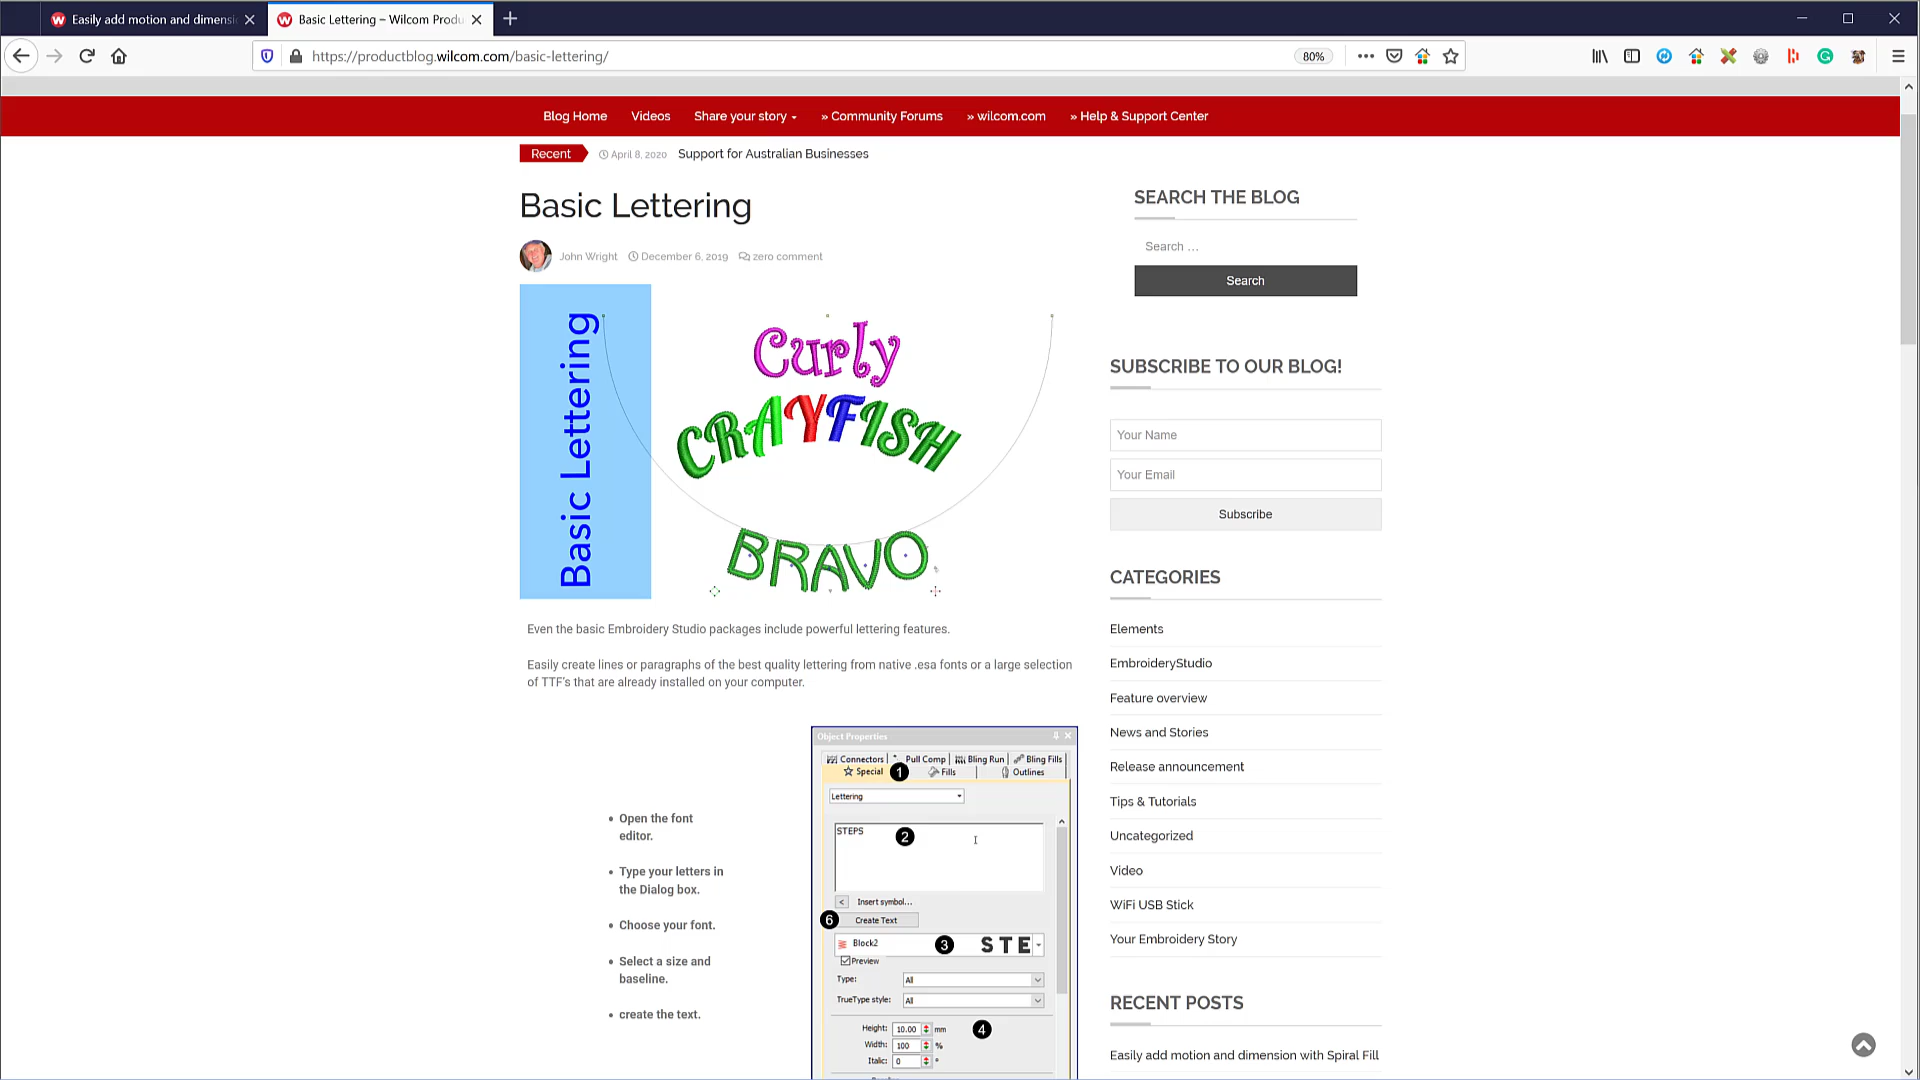 Easily add motion and dimensi
Basic Lettering – Wilcom Produ
https://productblog.wilcom.com/basic-lettering/
80%
Blog Home
Videos
Share your story
» Community Forums
» wilcom.com
» Help & Support Center
Recent
April 8, 2020
Support for Australian Businesses
Basic Lettering
John Wright
December 6, 2019
zero comment
Basic Lettering
Curly
CRAYFISH
BRAVO
Even the basic Embroidery Studio packages include powerful lettering features.
Easily create lines or paragraphs of the best quality lettering from native .esa fonts or a large selection
of TTF's that are already installed on your computer.
• Open the font
editor.
• Type your letters in
the Dialog box.
• Choose your font.
• Select a size and
baseline.
• create the text.
Object Properties
Connectors
Pull Comp
Bling Run
Bling Fills
Special
1
Fills
Outlines
Lettering
STEPS
2
< Insert symbol...
6
Create Text
Block2
3
STE
Preview
Type:
All
TrueType style:
All
Height:
10.00
mm
4
Width:
100
%
Italic:
0
°
SEARCH THE BLOG
Search …
Search
SUBSCRIBE TO OUR BLOG!
Your Name
Your Email
Subscribe
CATEGORIES
Elements
EmbroideryStudio
Feature overview
News and Stories
Release announcement
Tips & Tutorials
Uncategorized
Video
WiFi USB Stick
Your Embroidery Story
RECENT POSTS
Easily add motion and dimension with Spiral Fill